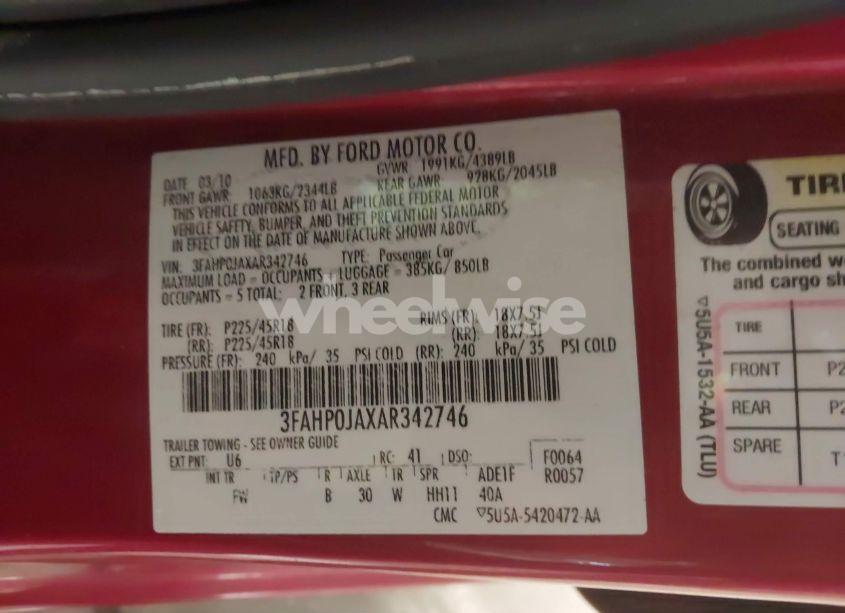 MFD. BY FORD MOTOR CO.
DATE 03/10 GVWR 1991KG/4389LB
FRONT GAWR: 1063KG/2344LB REAR GAWR 928KG/2045LB
THIS VEHICLE CONFORMS TO ALL APPLICABLE FEDERAL MOTOR
VEHICLE SAFETY, BUMPER, AND THEFT PREVENTION STANDARDS
IN EFFECT ON THE DATE OF MANUFACTURE SHOWN ABOVE.
VIN: 3FAHP0JAXAR342746 TYPE: Passenger Car
MAXIMUM LOAD = OCCUPANTS + LUGGAGE = 385KG/ 850LB
OCCUPANTS = 5 TOTAL: 2 FRONT, 3 REAR
wheelwise
TIRE (FR): P225/45R18 RIMS (FR): 18X7.5J
(RR): P225/45R18 (RR): 18X7.5J
PRESSURE (FR): 240 kPa/ 35 PSI COLD (RR): 240 kPa/ 35 PSI COLD
3FAHP0JAXAR342746
TRAILER TOWING - SEE OWNER GUIDE
EXT PNT: U6 RC: 41 DSO: F0064
INT TR TP/PS R AXLE TR SPR ADE1F R0057
FW B 30 W HH11 40A
CMC ▽5U5A-5420472-AA
TIRE
SEATING
The combined
and cargo
TIRE
FRONT
REAR
SPARE
▽5U5A-1532-AA (TLU)